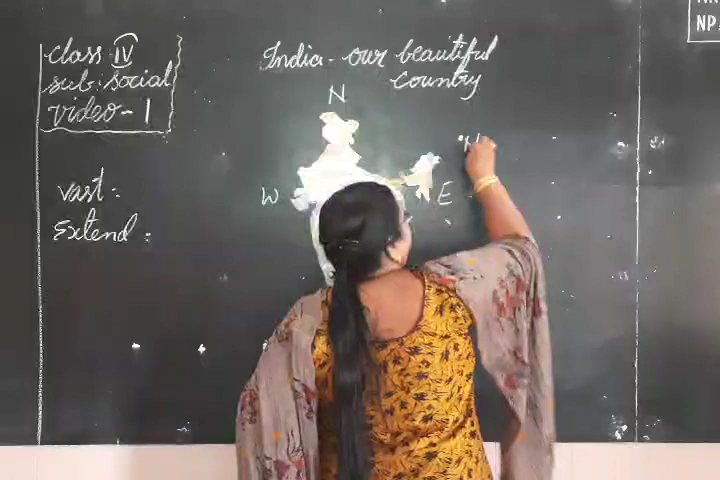 class IV
sub: social
video - 1
India - our beautiful
country
N
W
E
vast :
Extend :
NP